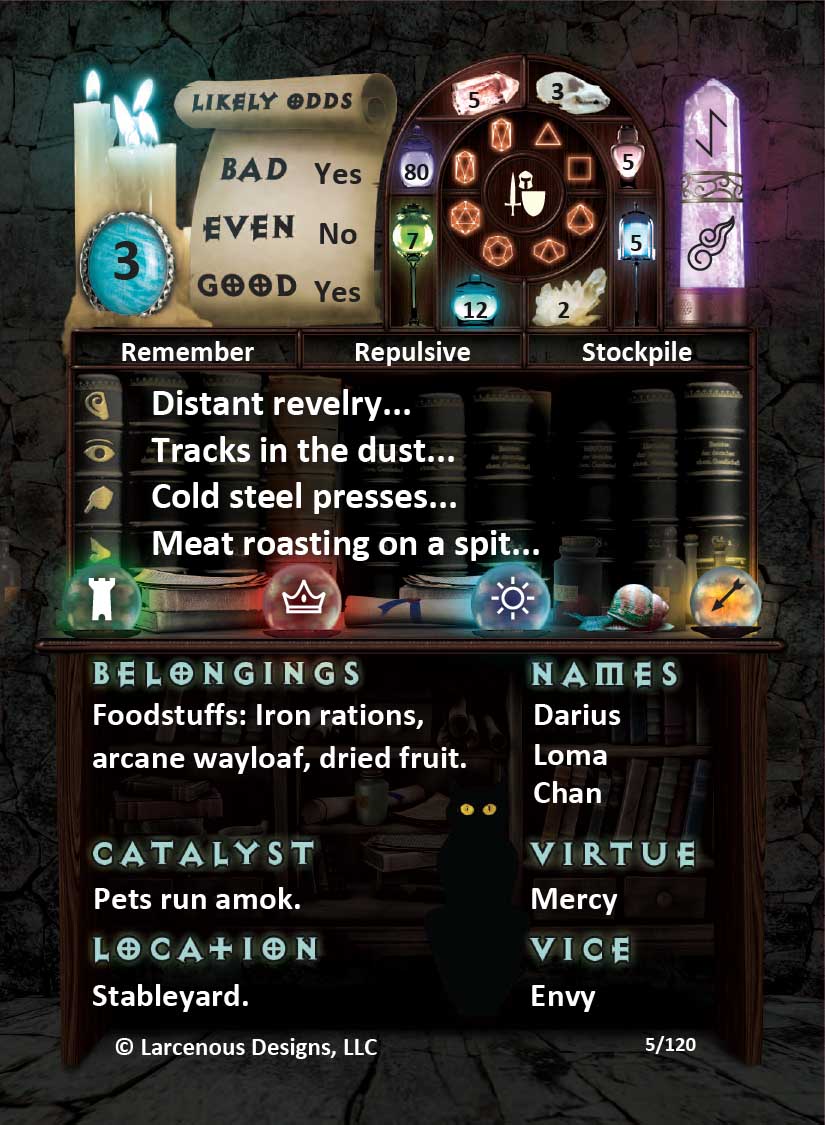 LIKELY ODDS
BAD Yes
EVEN No
GOOD Yes
3
5
3
80
5
7
5
12
2
Remember Repulsive Stockpile
Distant revelry...
Tracks in the dust...
Cold steel presses...
Meat roasting on a spit...
BELONGINGS
Foodstuffs: Iron rations,
arcane wayloaf, dried fruit.
NAMES
Darius
Loma
Chan
CATALYST
Pets run amok.
VIRTUE
Mercy
LOCATION
Stableyard.
VICE
Envy
© Larcenous Designs, LLC
5/120